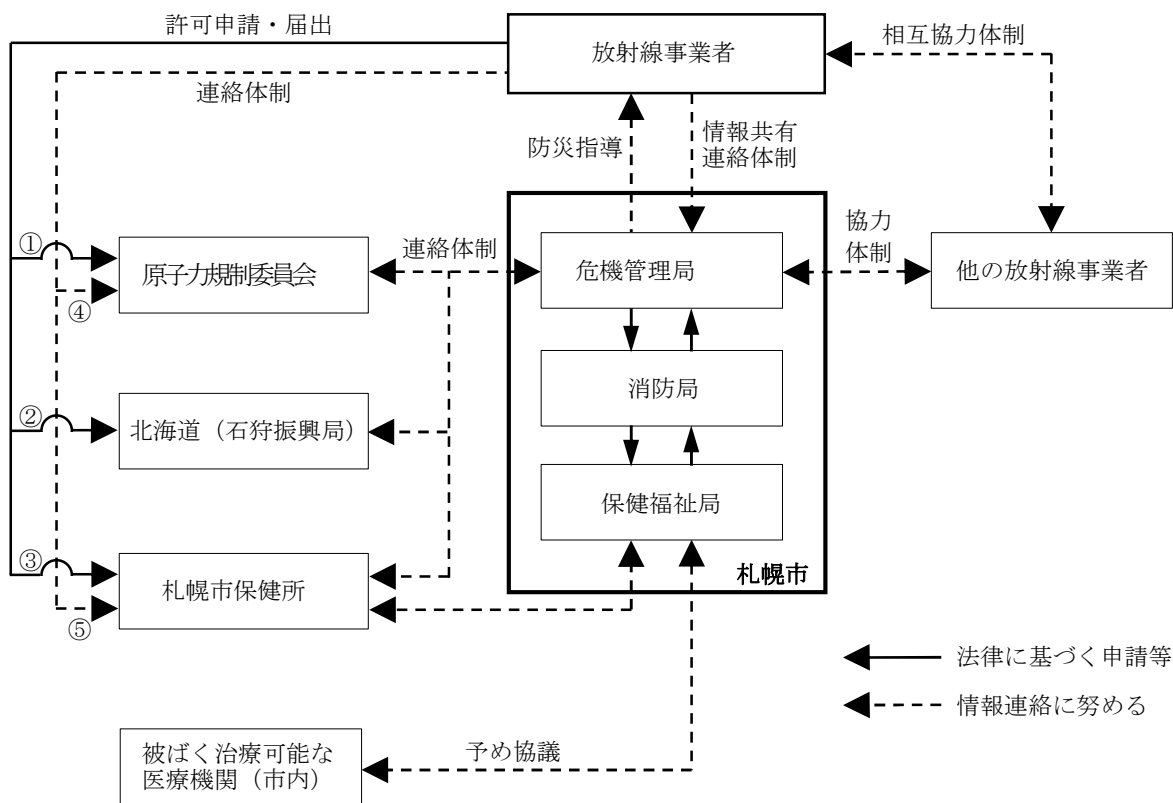 許可申請・届出
放射線事業者
相互協力体制
連絡体制
防災指導
情報共有
連絡体制
①
原子力規制委員会
④
連絡体制
危機管理局
協力
体制
他の放射線事業者
消防局
②
北海道（石狩振興局）
保健福祉局
③
札幌市保健所
⑤
札幌市
法律に基づく申請等
情報連絡に努める
被ばく治療可能な
医療機関（市内）
予め協議